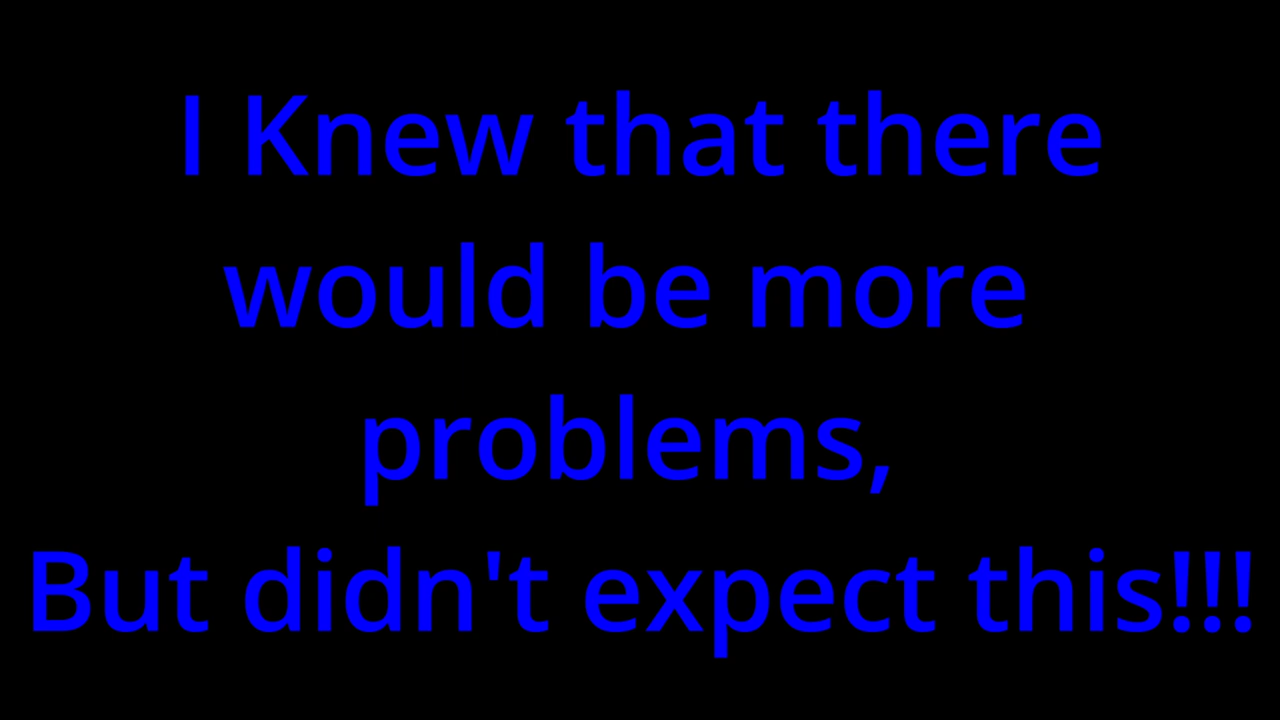 I Knew that there
would be more
problems,
But didn't expect this!!!